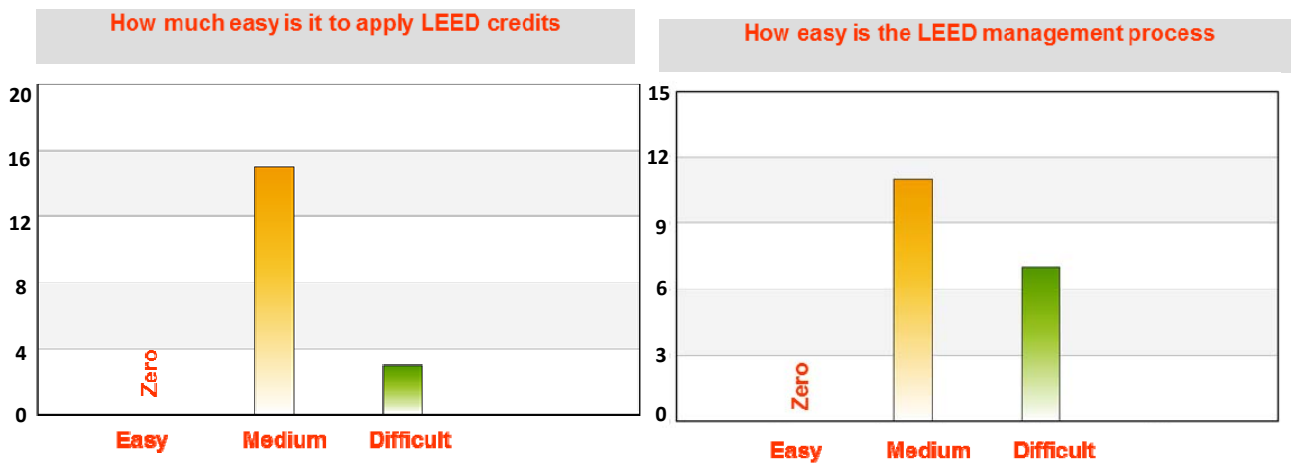 How much easy is it to apply LEED credits
20
16
12
8
4
0
Zero
Easy Medium Difficult
How easy is the LEED management process
15
12
9
6
3
0
Zero
Easy Medium Difficult